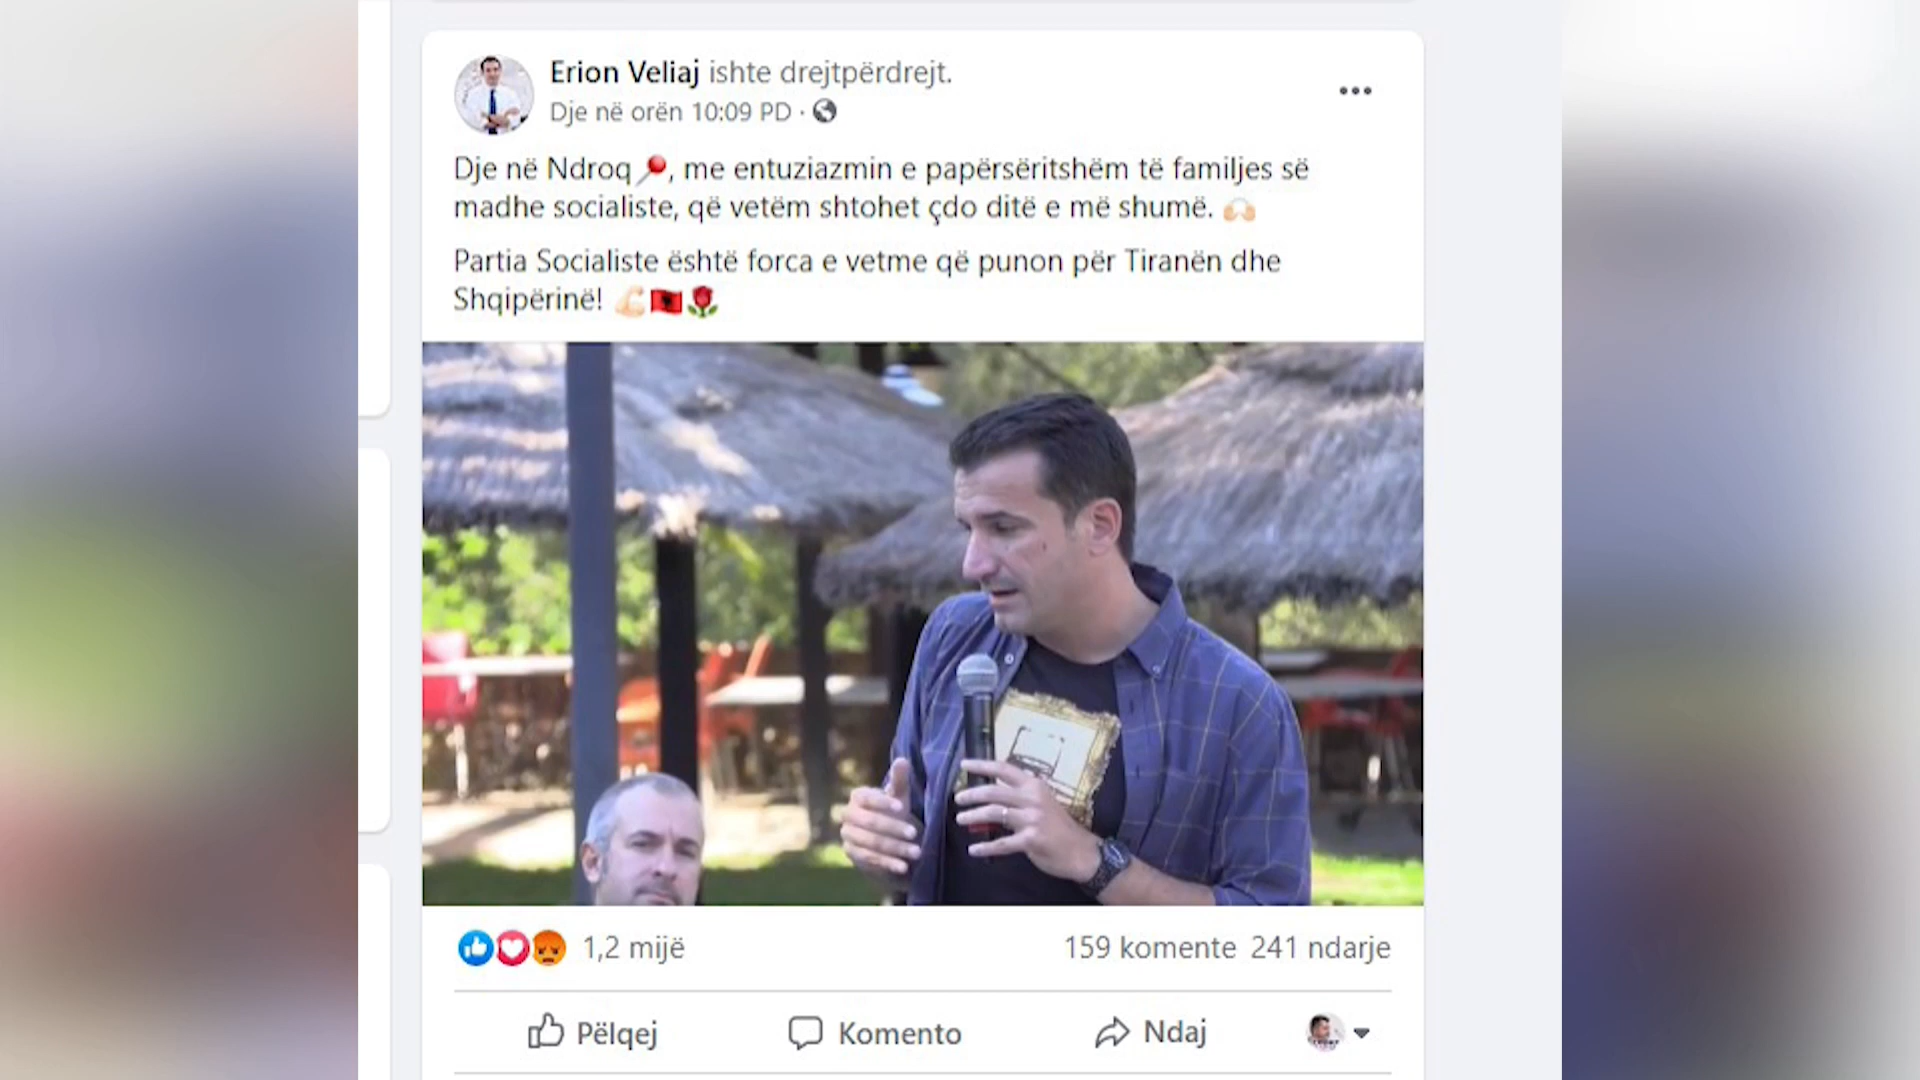 Erion Veliaj ishte drejtpërdrejt.
Dje në orën 10:09 PD ·
Dje në Ndroq📍, me entuziazmin e papërsëritshëm të familjes së
madhe socialiste, që vetëm shtohet çdo ditë e më shumë. 🙌🏻
Partia Socialiste është forca e vetme që punon për Tiranën dhe
Shqipërinë! 💪🏻🇦🇱🌹
1,2 mijë
159 komente 241 ndarje
Pëlqej
Komento
Ndaj